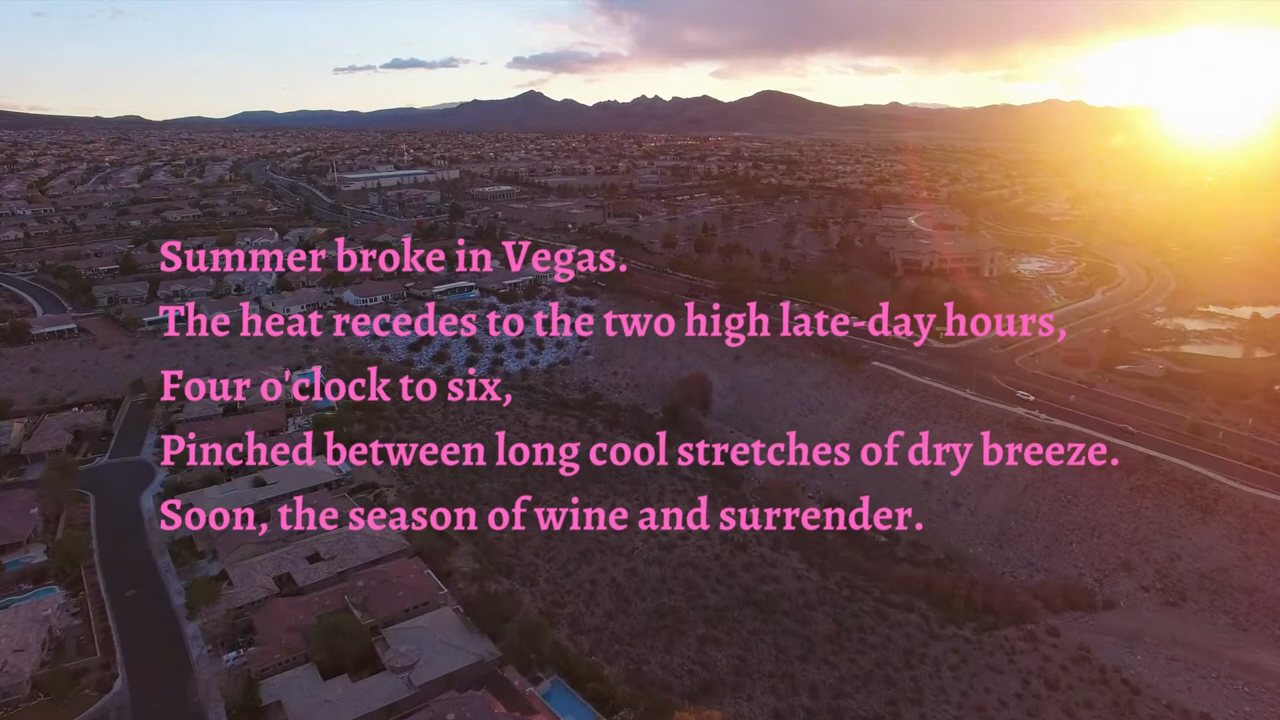 Summer broke in Vegas.
The heat recedes to the two high late-day hours,
Four o'clock to six,
Pinched between long cool stretches of dry breeze.
Soon, the season of wine and surrender.